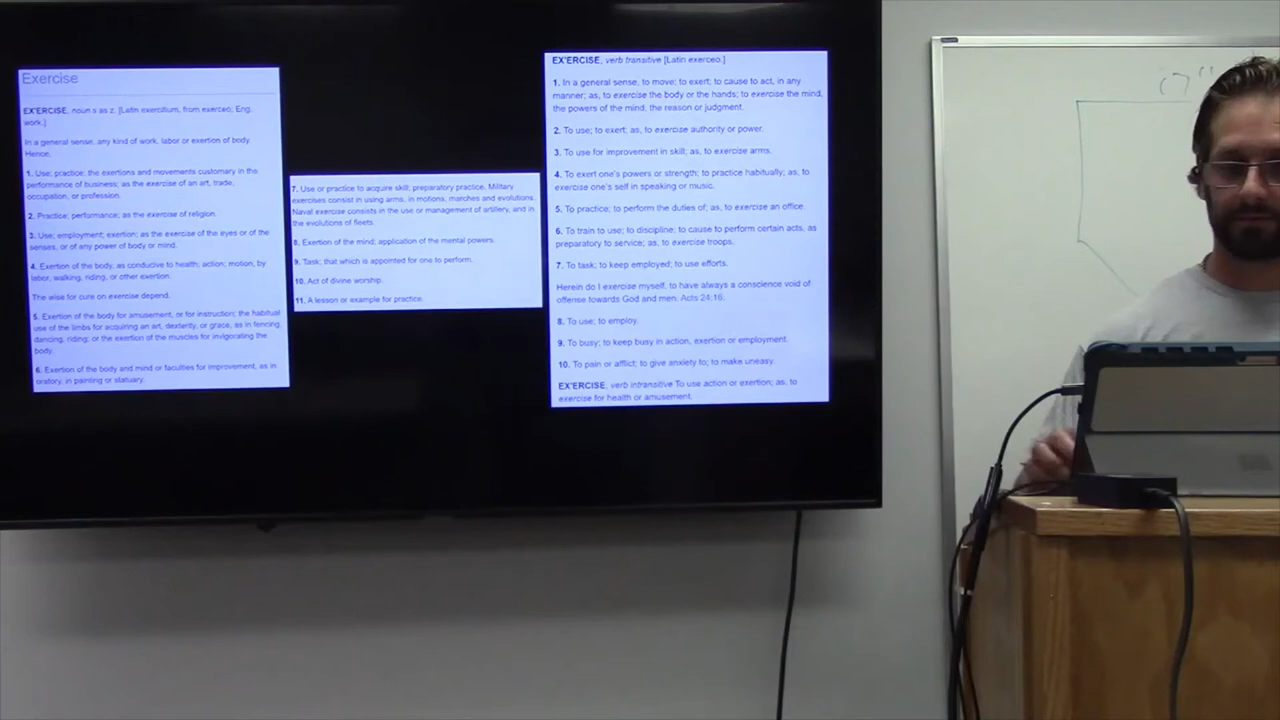 Exercise
EX'ERCISE, noun s as z. [Latin exercitium, from exerceo; Eng.
work.]
In a general sense, any kind of work, labor or exertion of body.
Hence,
1. Use; practice; the exertions and movements customary in the
performance of business; as the exercise of an art, trade,
occupation, or profession.
2. Practice; performance; as the exercise of religion.
3. Use; employment; exertion; as the exercise of the eyes or of the
senses, or of any power of body or mind.
4. Exertion of the body, as conducive to health; action; motion, by
labor, walking, riding, or other exertion.
The wise for cure on exercise depend.
5. Exertion of the body for amusement, or for instruction; the habitual
use of the limbs for acquiring an art, dexterity, or grace, as in fencing,
dancing, riding; or the exertion of the muscles for invigorating the
body.
6. Exertion of the body and mind or faculties for improvement, as in
oratory, in painting or statuary.
7. Use or practice to acquire skill; preparatory practice. Military
exercises consist in using arms, in motions, marches and evolutions.
Naval exercise consists in the use or management of artillery, and in
the evolutions of fleets.
8. Exertion of the mind; application of the mental powers.
9. Task; that which is appointed for one to perform.
10. Act of divine worship.
11. A lesson or example for practice.
EX'ERCISE, verb transitive [Latin exerceo.]
1. In a general sense, to move; to exert; to cause to act, in any
manner; as, to exercise the body or the hands; to exercise the mind,
the powers of the mind, the reason or judgment.
2. To use; to exert; as, to exercise authority or power.
3. To use for improvement in skill; as, to exercise arms.
4. To exert one's powers or strength; to practice habitually; as, to
exercise one's self in speaking or music.
5. To practice; to perform the duties of; as, to exercise an office.
6. To train to use; to discipline; to cause to perform certain acts, as
preparatory to service; as, to exercise troops.
7. To task; to keep employed; to use efforts.
Herein do I exercise myself, to have always a conscience void of
offense towards God and men. Acts 24:16.
8. To use; to employ.
9. To busy; to keep busy in action, exertion or employment.
10. To pain or afflict; to give anxiety to; to make uneasy.
EX'ERCISE, verb intransitive To use action or exertion; as, to
exercise for health or amusement.